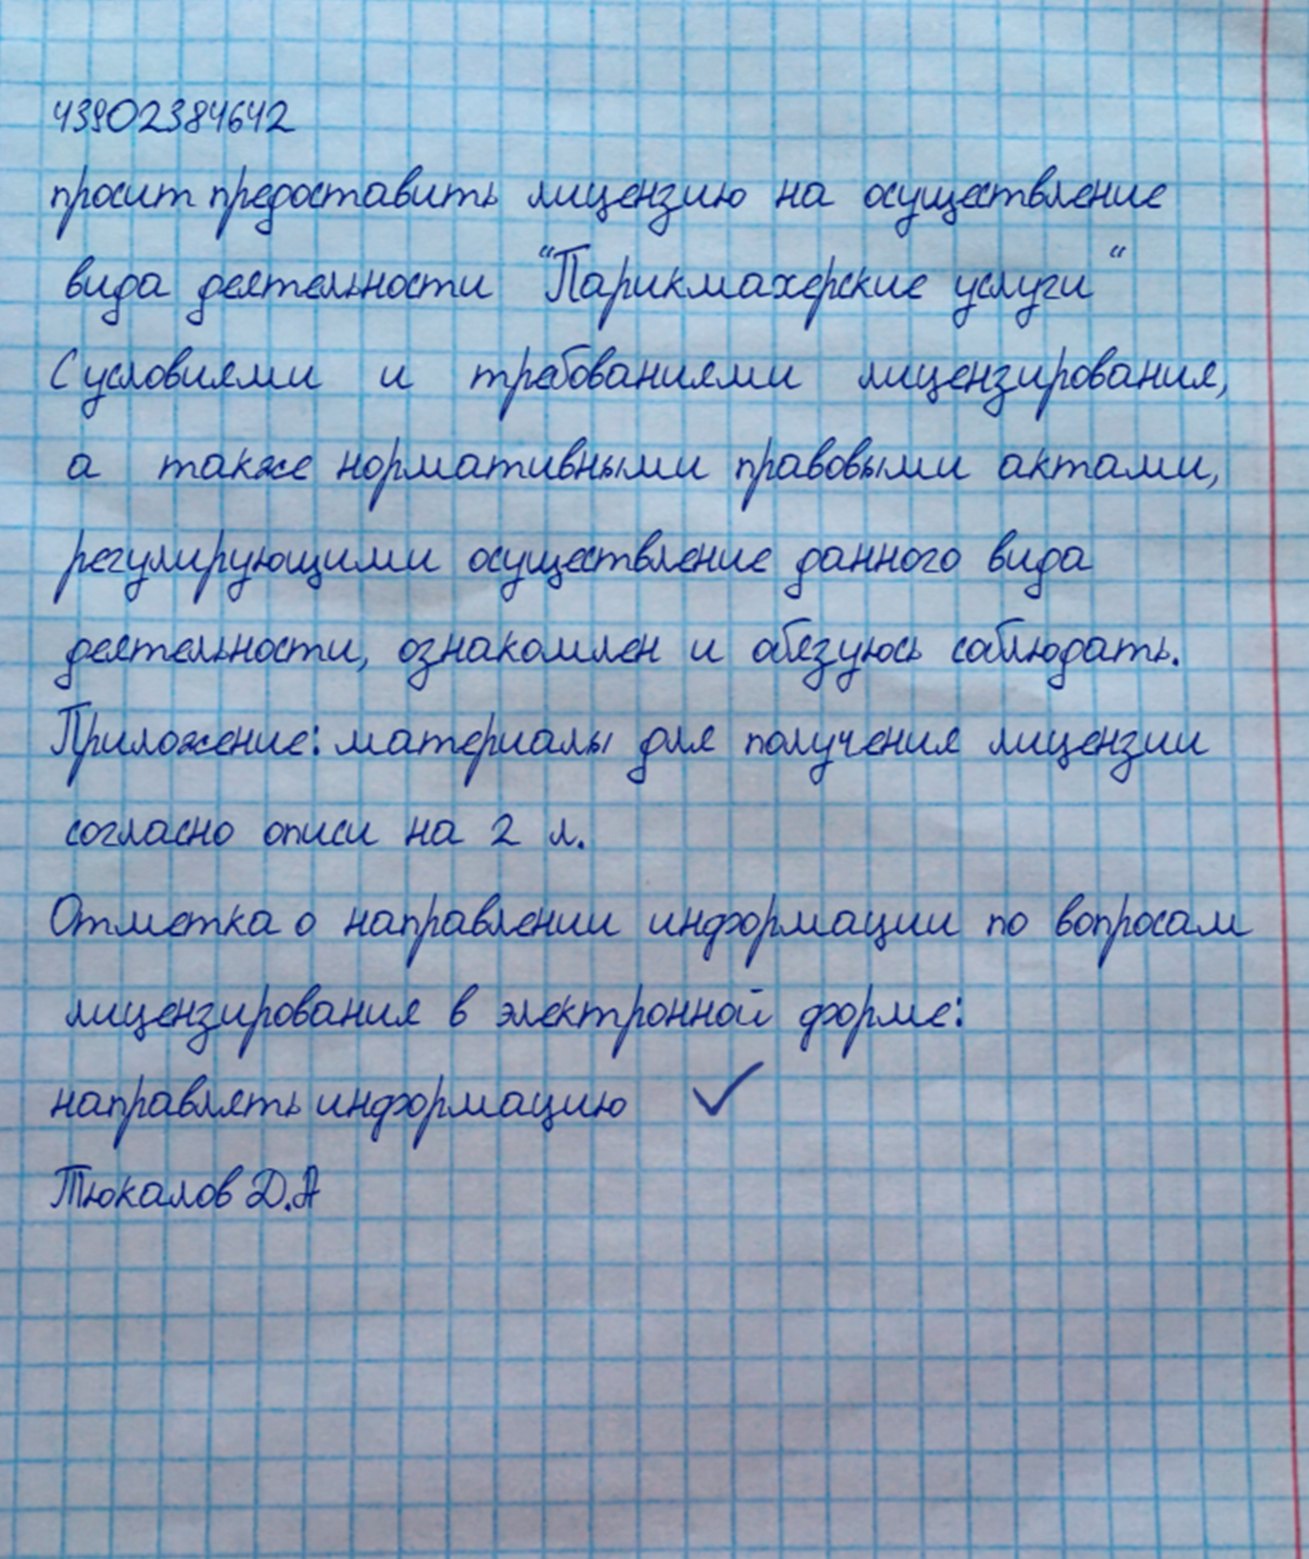 43902384642
просит предоставить лицензию на осуществление
вида деятельности "Парикмахерские услуги"
С условиями и требованиями лицензирования,
а также нормативными правовыми актами,
регулирующими осуществление данного вида
деятельности, ознакомлен и обязуюсь соблюдать.
Приложение: материалы для получения лицензии
согласно описи на 2 л.
Отметка о направлении информации по вопросам
лицензирования в электронной форме:
направлять информацию ✓
Тюкалов Д.А